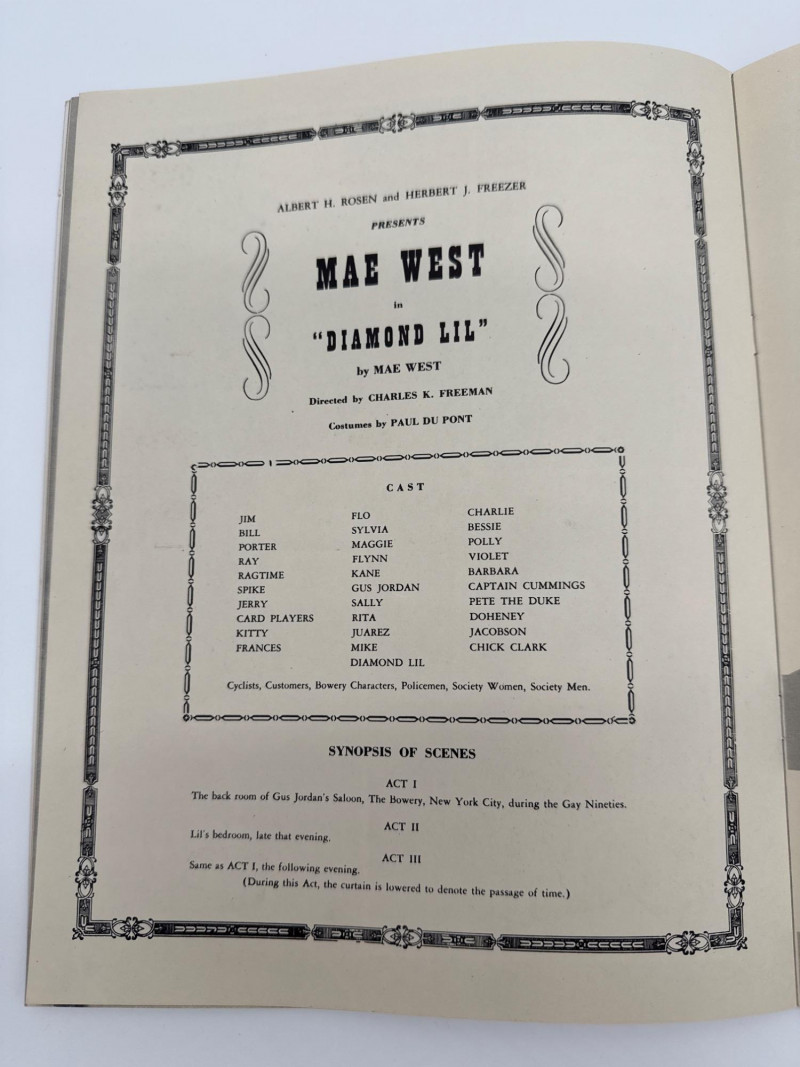 ALBERT H. ROSEN and HERBERT J. FREEZER
PRESENTS
MAE WEST
in
"DIAMOND LIL"
by MAE WEST
Directed by CHARLES K. FREEMAN
Costumes by PAUL DU PONT
CAST
JIM
BILL
PORTER
RAY
RAGTIME
SPIKE
JERRY
CARD PLAYERS
KITTY
FRANCES
FLO
SYLVIA
MAGGIE
FLYNN
KANE
GUS JORDAN
SALLY
RITA
JUAREZ
MIKE
DIAMOND LIL
CHARLIE
BESSIE
POLLY
VIOLET
BARBARA
CAPTAIN CUMMINGS
PETE THE DUKE
DOHENEY
JACOBSON
CHICK CLARK
Cyclists, Customers, Bowery Characters, Policemen, Society Women, Society Men.
SYNOPSIS OF SCENES
ACT I
The back room of Gus Jordan's Saloon, The Bowery, New York City, during the Gay Nineties.
ACT II
Lil's bedroom, late that evening.
ACT III
Same as ACT I, the following evening.
(During this Act, the curtain is lowered to denote the passage of time.)